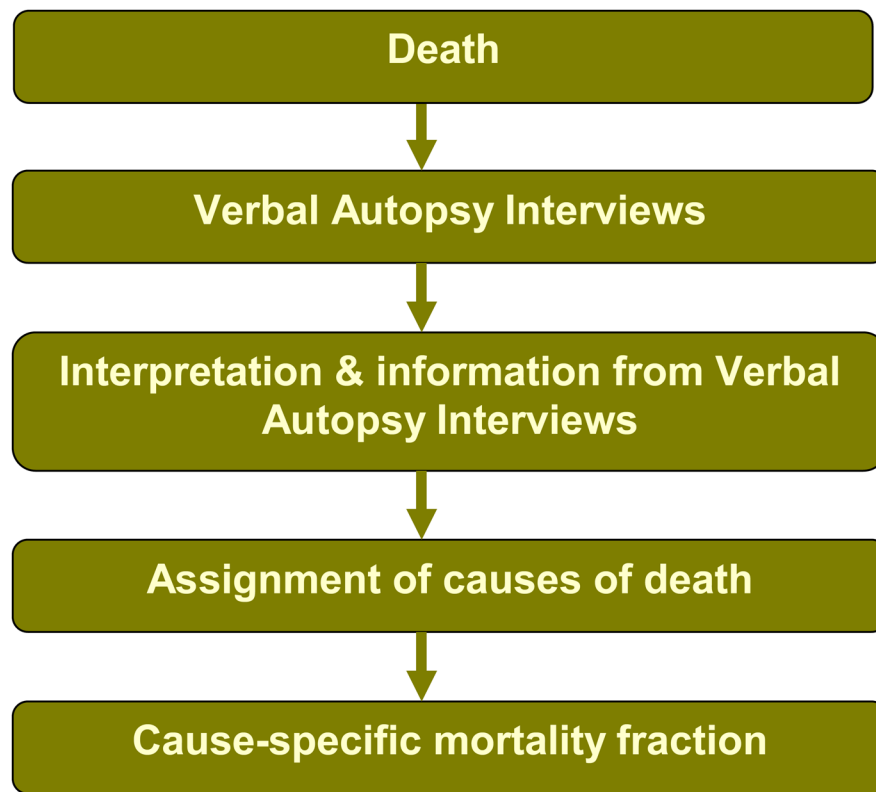 Death
Verbal Autopsy Interviews
Interpretation & information from Verbal
Autopsy Interviews
Assignment of causes of death
Cause-specific mortality fraction